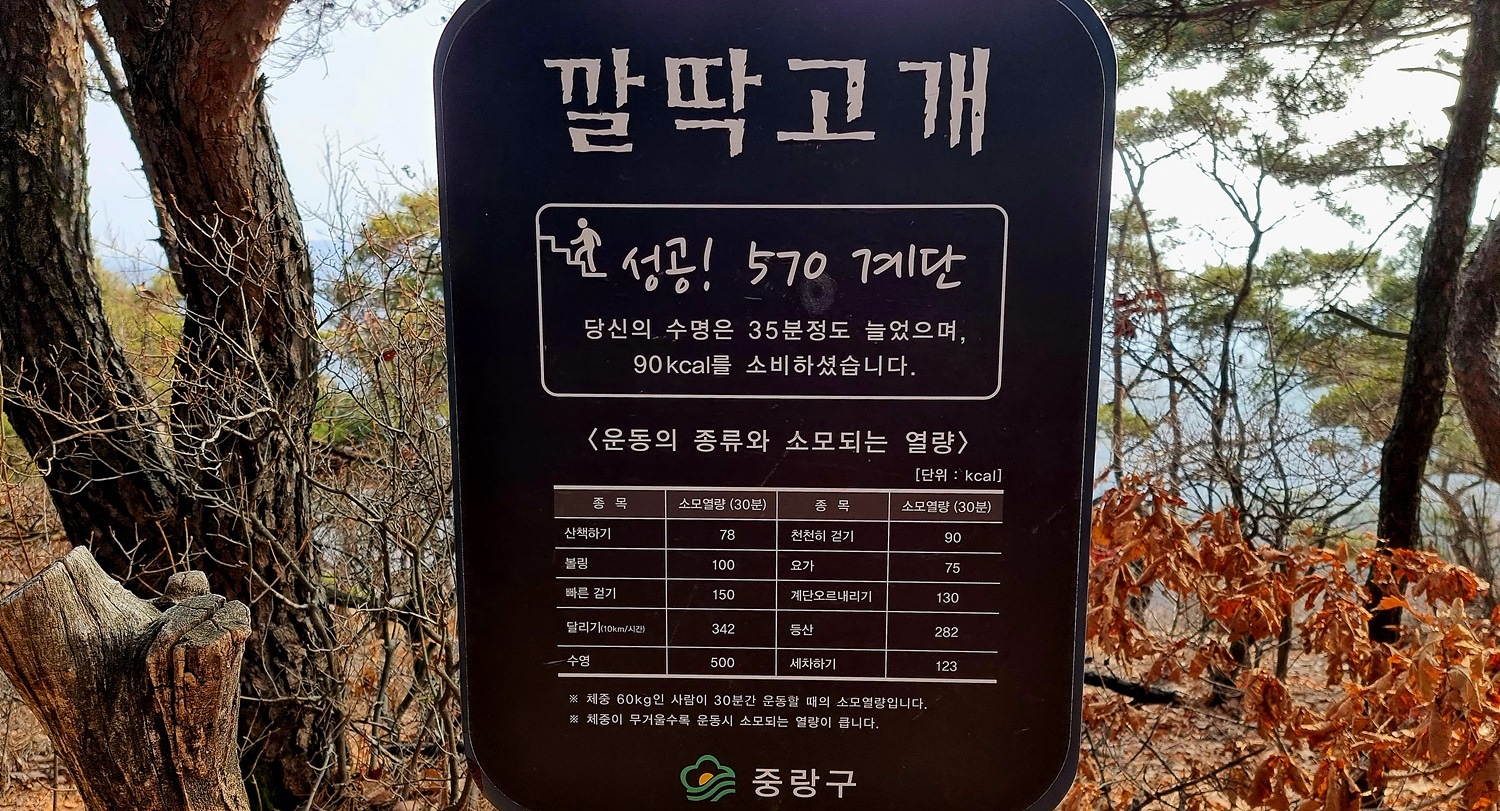 깔딱고개
성공! 570 계단
당신의 수명은 35분정도 늘었으며,
90kcal를 소비하셨습니다.
〈운동의 종류와 소모되는 열량〉
[단위 : kcal]
종 목 소모열량 (30분) 종 목 소모열량 (30분)
산책하기 78 천천히 걷기 90
볼링 100 요가 75
빠른 걷기 150 계단오르내리기 130
달리기(10km/시간) 342 등산 282
수영 500 세차하기 123
※ 체중 60kg인 사람이 30분간 운동할 때의 소모열량입니다.
※ 체중이 무거울수록 운동시 소모되는 열량이 큽니다.
중랑구